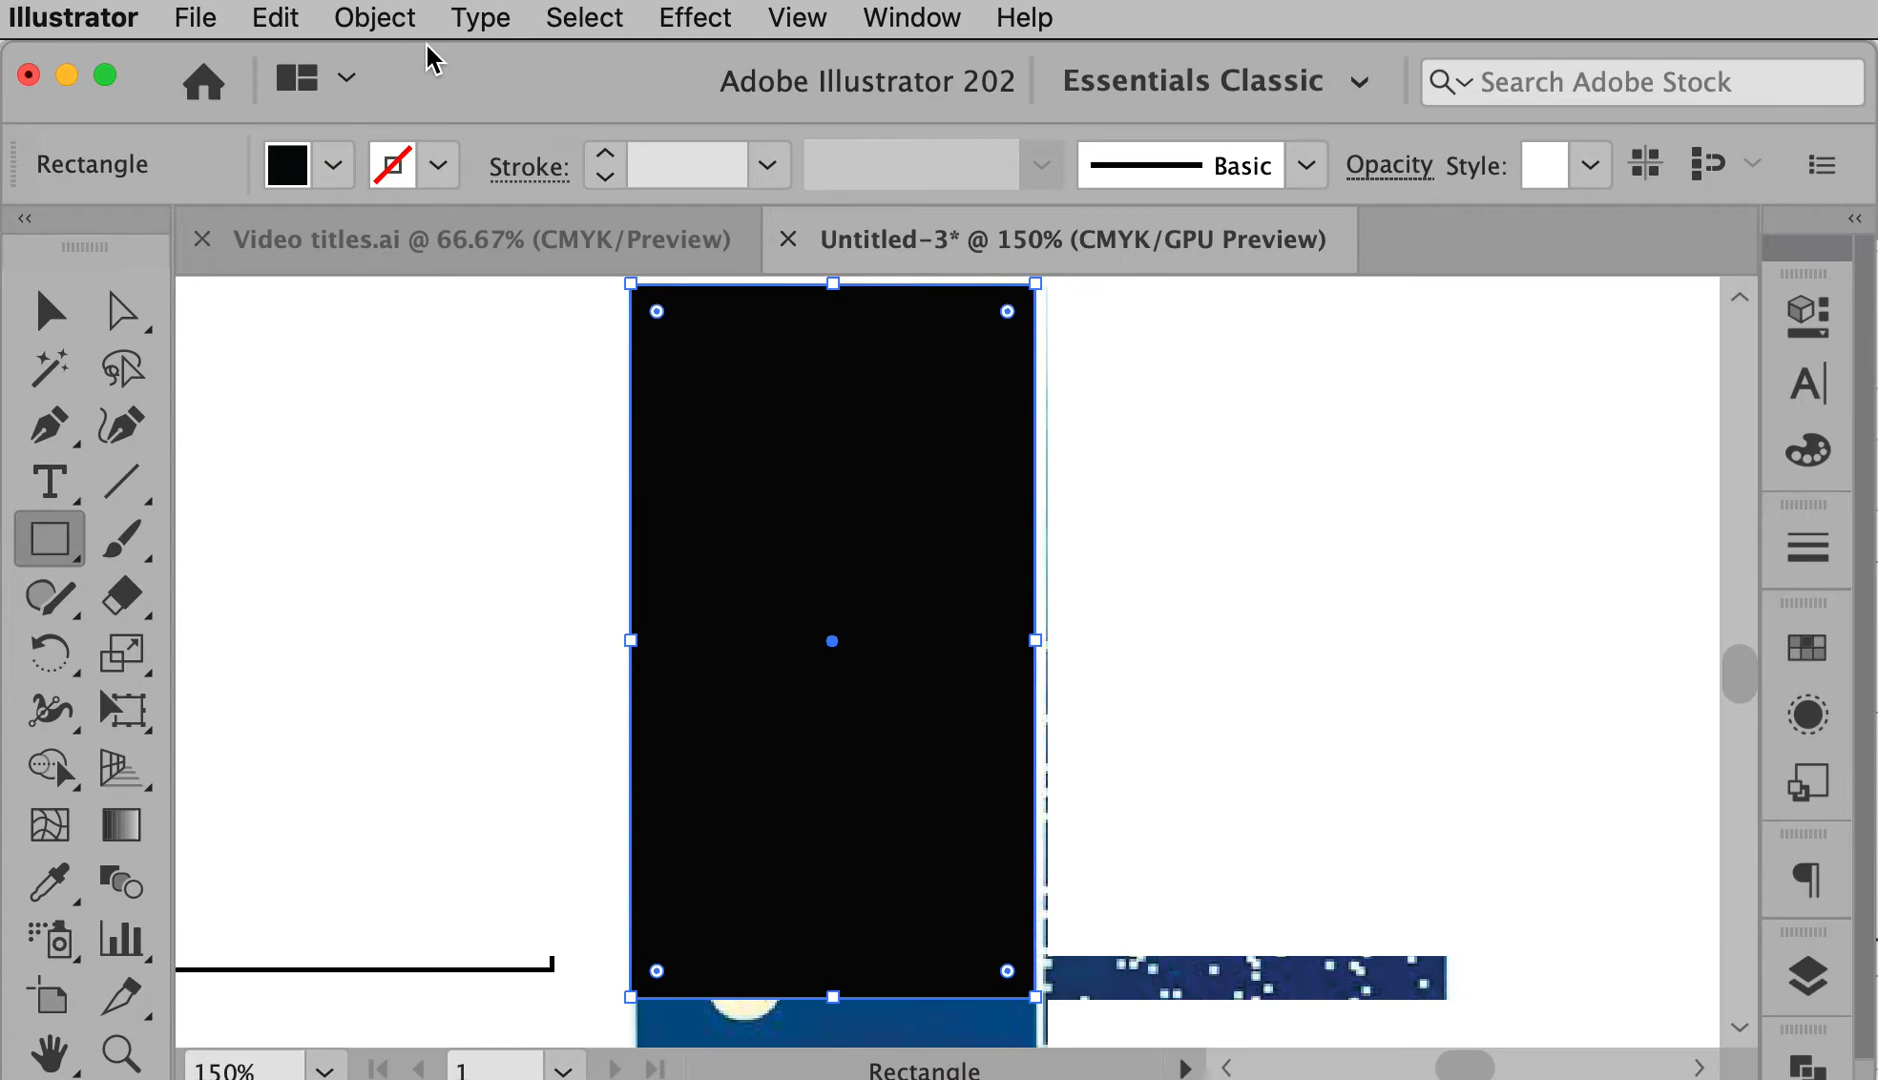 Illustrator File Edit Object Type Select Effect View Window Help
Adobe Illustrator 202 Essentials Classic Search Adobe Stock
Rectangle Stroke: Basic Opacity Style:
Video titles.ai @ 66.67% (CMYK/Preview) Untitled-3* @ 150% (CMYK/GPU Preview)
150% 1 Rectangle